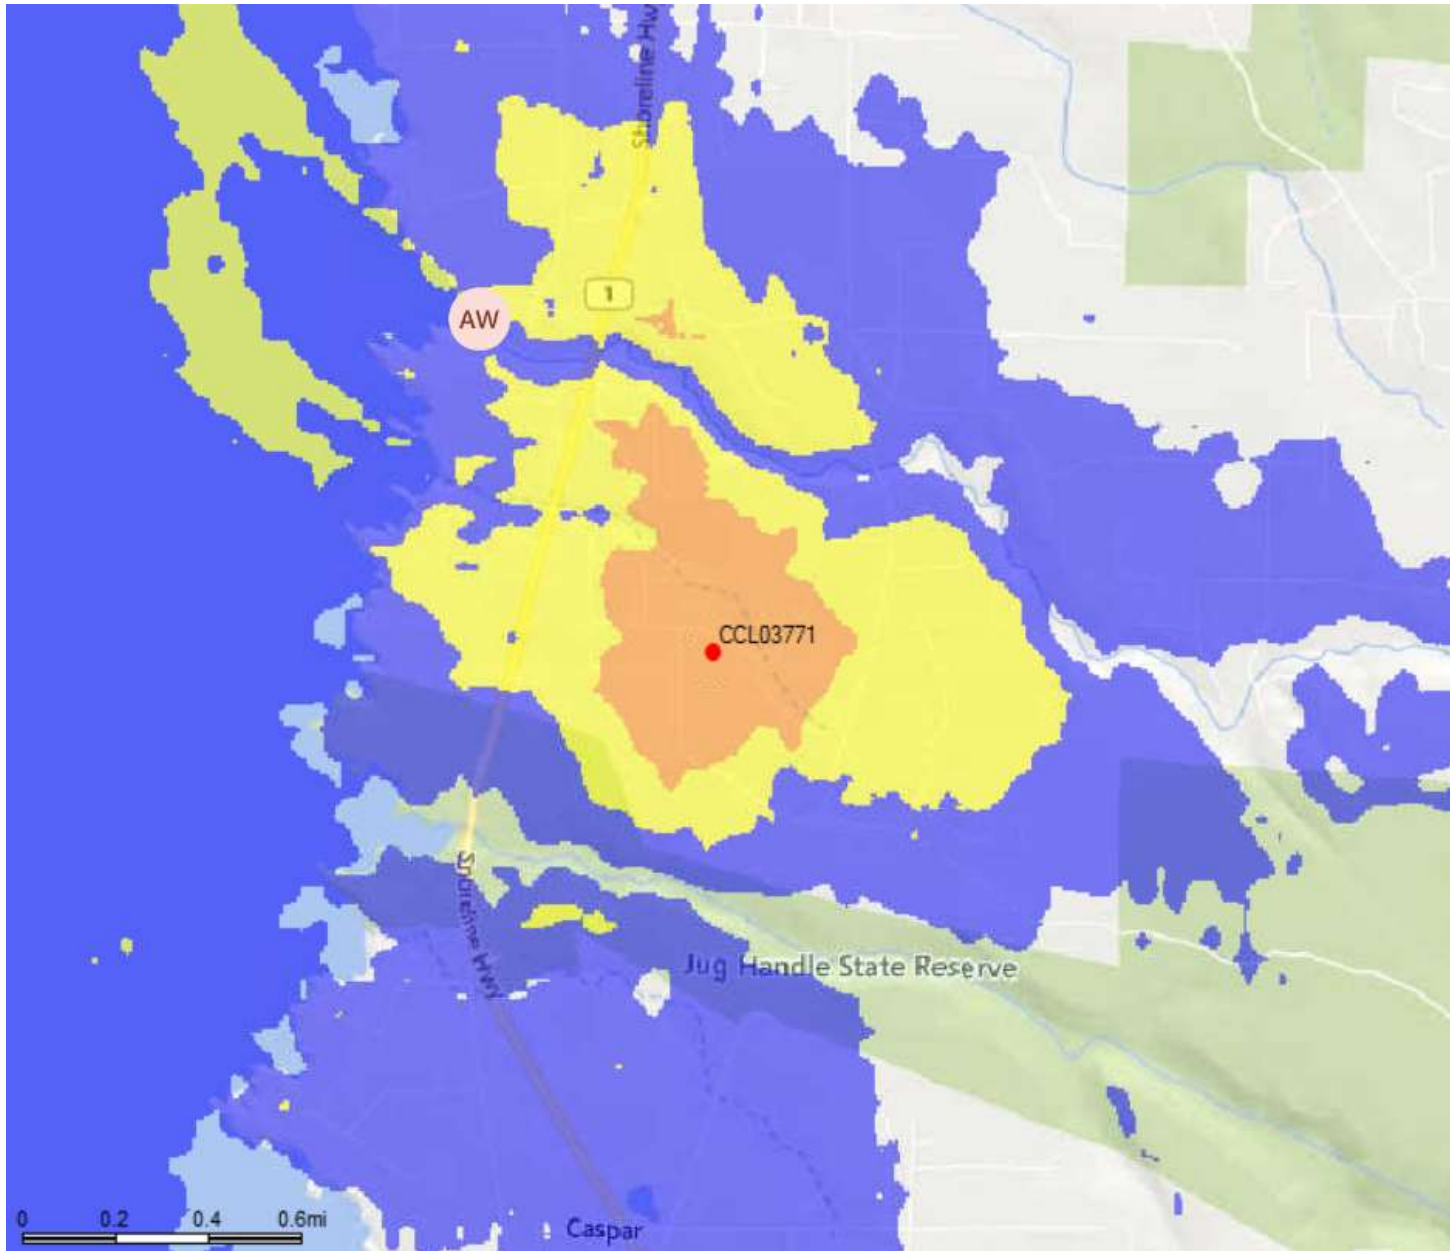 Shoreline Hwy
1
AW
CCL03771
Shoreline Hwy
Jug Handle State Reserve
0 0.2 0.4 0.6mi
Caspar